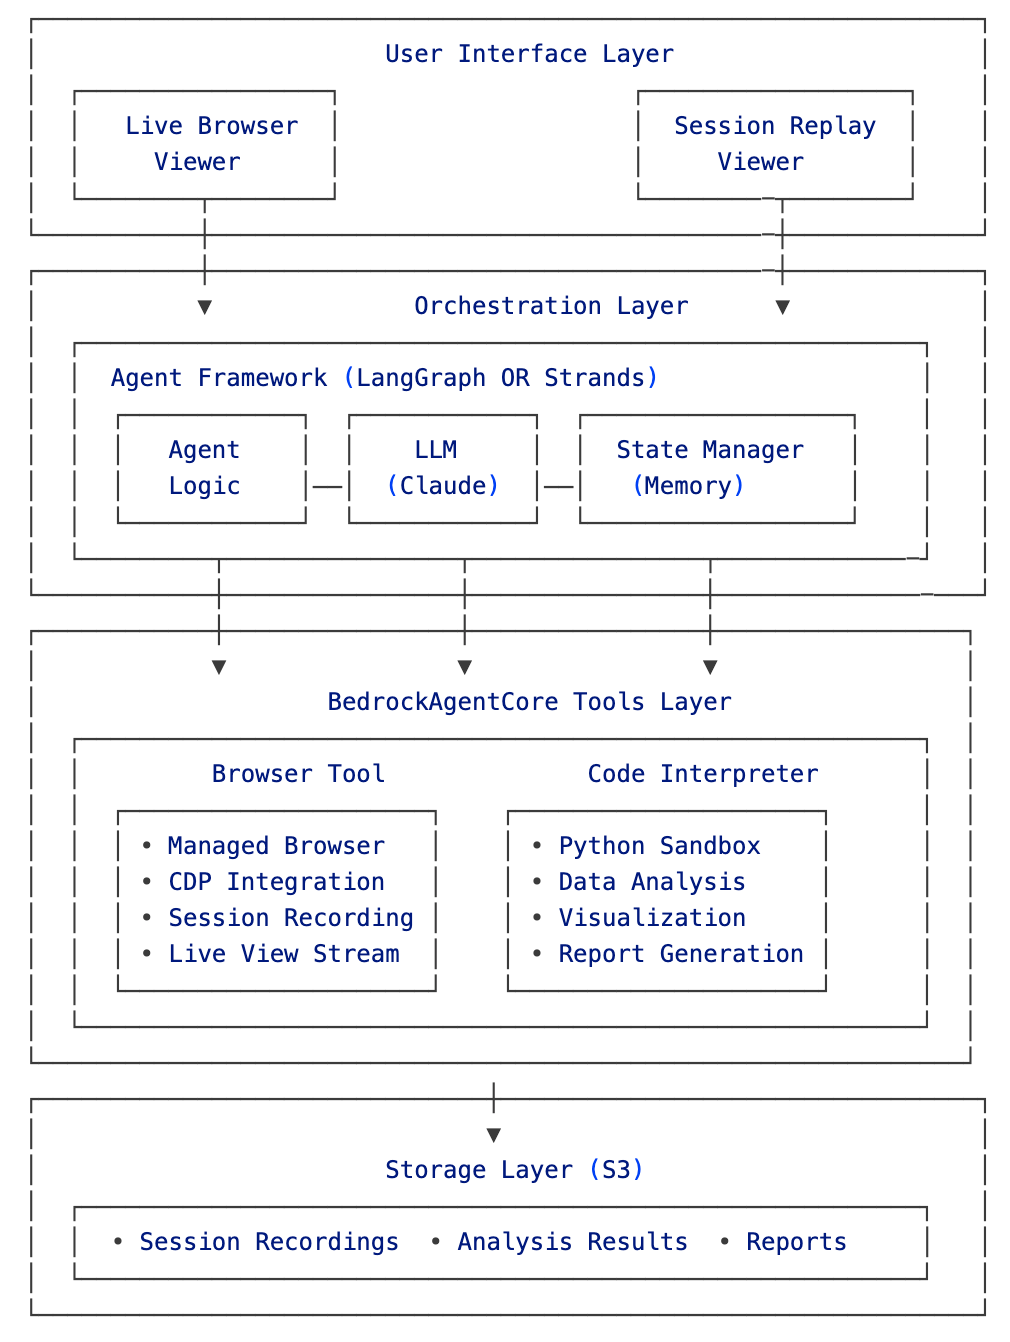 User Interface Layer
Live Browser
Viewer
Session Replay
Viewer
Orchestration Layer
Agent Framework (LangGraph OR Strands)
Agent
Logic
LLM
(Claude)
State Manager
(Memory)
BedrockAgentCore Tools Layer
Browser Tool
• Managed Browser
• CDP Integration
• Session Recording
• Live View Stream
Code Interpreter
• Python Sandbox
• Data Analysis
• Visualization
• Report Generation
Storage Layer (S3)
• Session Recordings • Analysis Results • Reports